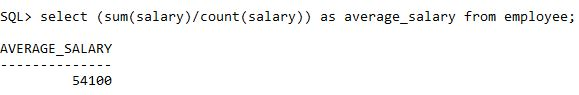 SQL> select (sum(salary)/count(salary)) as average_salary from employee;
AVERAGE_SALARY
--------------
54100